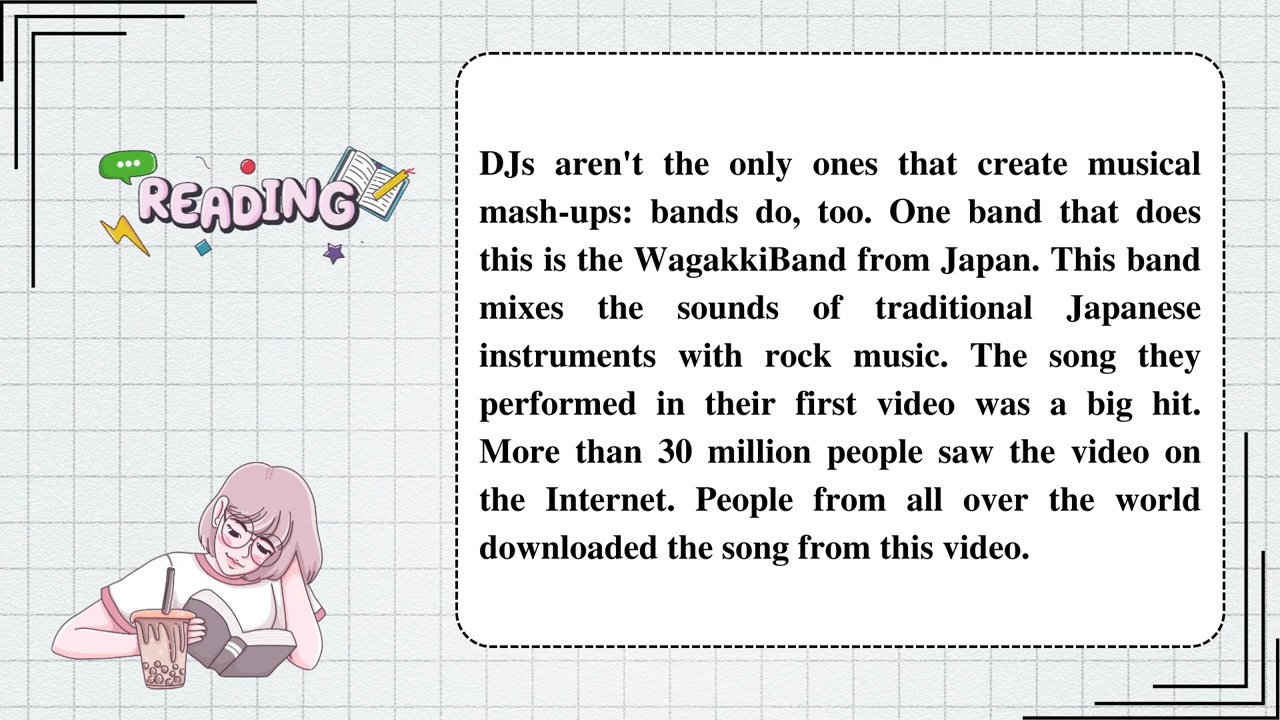 READING
DJs aren't the only ones that create musical
mash-ups: bands do, too. One band that does
this is the WagakkiBand from Japan. This band
mixes the sounds of traditional Japanese
instruments with rock music. The song they
performed in their first video was a big hit.
More than 30 million people saw the video on
the Internet. People from all over the world
downloaded the song from this video.